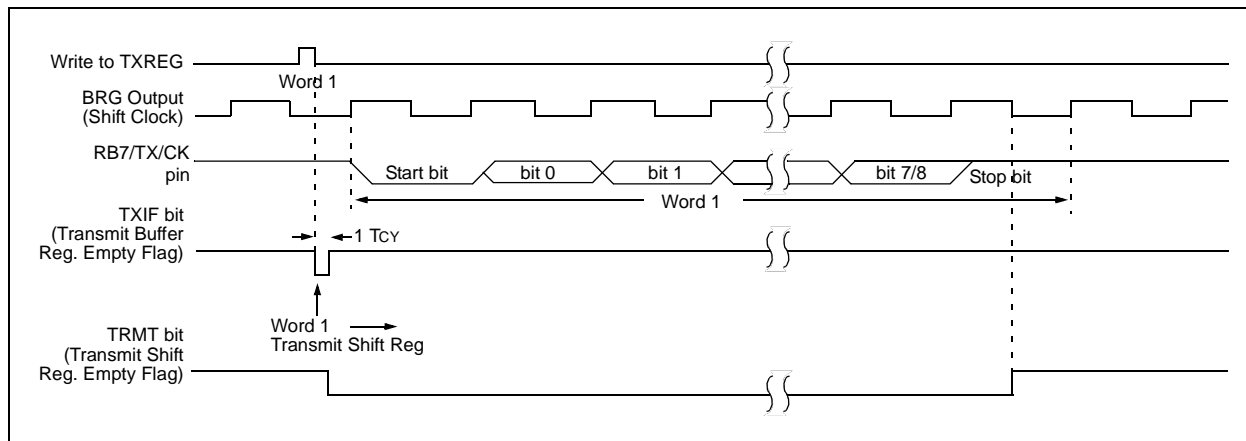 Write to TXREG
Word 1
BRG Output
(Shift Clock)
RB7/TX/CK
pin
Start bit
bit 0
bit 1
bit 7/8
Stop bit
Word 1
TXIF bit
(Transmit Buffer
Reg. Empty Flag)
1 TCY
Word 1
Transmit Shift Reg
TRMT bit
(Transmit Shift
Reg. Empty Flag)